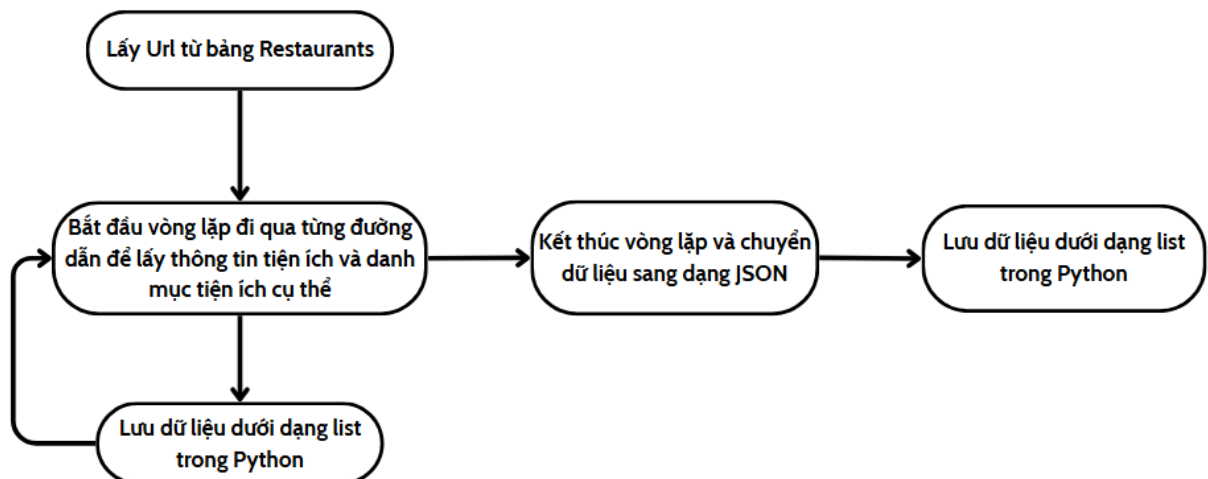 Lấy Url từ bảng Restaurants
Bắt đầu vòng lặp đi qua từng đường
dẫn để lấy thông tin tiện ích và danh
mục tiện ích cụ thể
Kết thúc vòng lặp và chuyển
dữ liệu sang dạng JSON
Lưu dữ liệu dưới dạng list
trong Python
Lưu dữ liệu dưới dạng list
trong Python